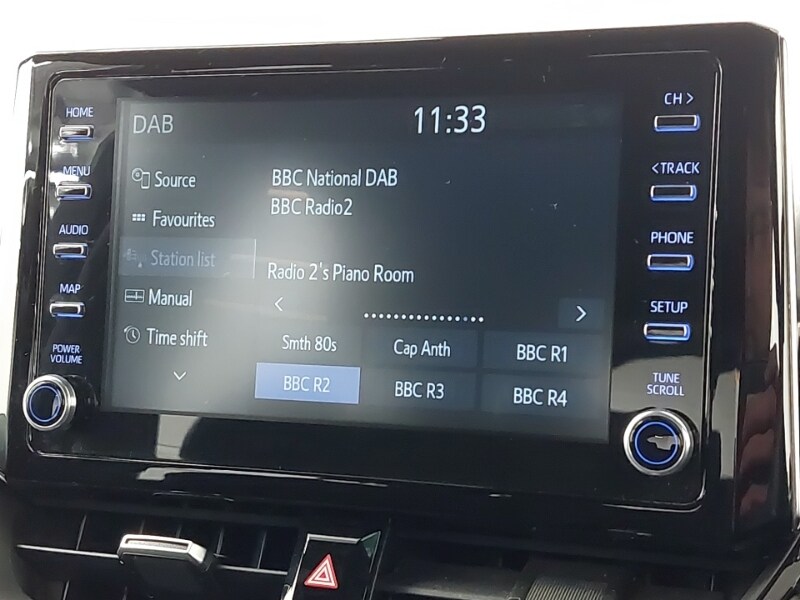 HOME
MENU
AUDIO
MAP
POWER
VOLUME
DAB
11:33
Source
Favourites
Station list
Manual
Time shift
BBC National DAB
BBC Radio2
Radio 2's Piano Room
Smth 80s
Cap Anth
BBC R1
BBC R2
BBC R3
BBC R4
CH >
< TRACK
PHONE
SETUP
TUNE
SCROLL